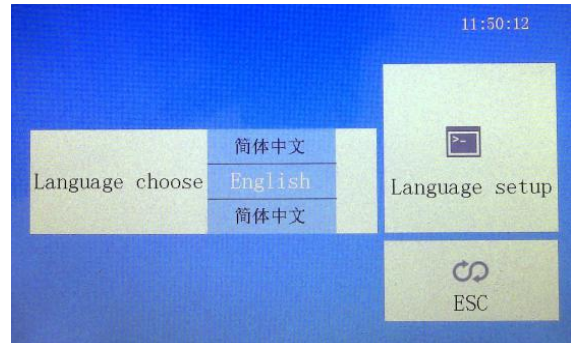 11:50:12
简体中文
Language choose
English
简体中文
Language setup
ESC